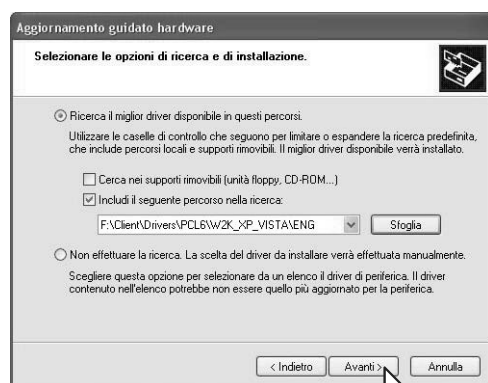 Aggiornamento guidato hardware
Selezionare le opzioni di ricerca e di installazione.
Ricerca il miglior driver disponibile in questi percorsi.
Utilizzare le caselle di controllo che seguono per limitare o espandere la ricerca predefinita,
che include percorsi locali e supporti rimovibili. Il miglior driver disponibile verrà installato.
Cerca nei supporti rimovibili (unità floppy, CD-ROM...)
Includi il seguente percorso nella ricerca:
F:\Client\Drivers\PCL6\W2K_XP_VISTA\ENG Sfoglia
Non effettuare la ricerca. La scelta del driver da installare verrà effettuata manualmente.
Scegliere questa opzione per selezionare da un elenco il driver di periferica. Il driver
contenuto nell'elenco potrebbe non essere quello più aggiornato per la periferica.
< Indietro Avanti > Annulla